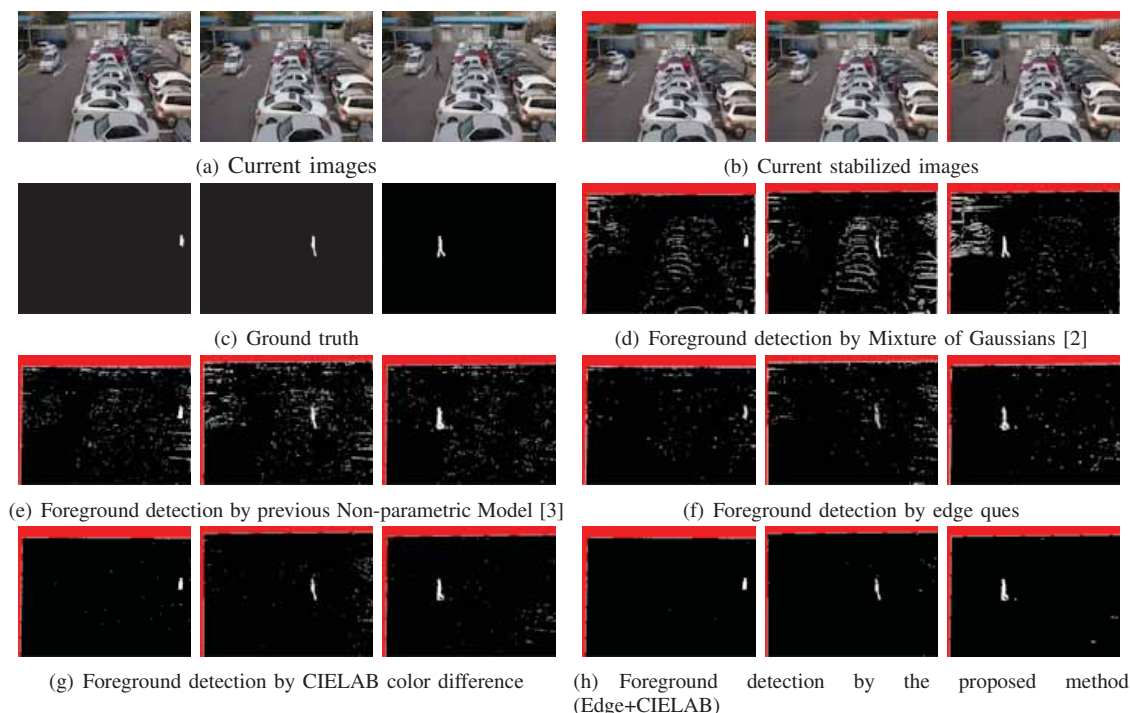 (a) Current images
(b) Current stabilized images
(c) Ground truth
(d) Foreground detection by Mixture of Gaussians [2]
(e) Foreground detection by previous Non-parametric Model [3]
(f) Foreground detection by edge ques
(g) Foreground detection by CIELAB color difference
(h) Foreground detection by the proposed method
(Edge+CIELAB)